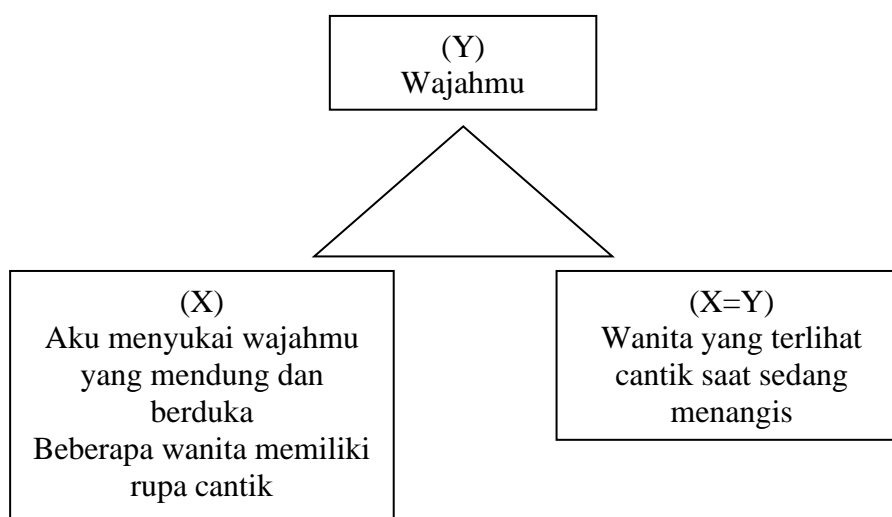 (Y)
Wajahmu
(X)
Aku menyukai wajahmu
yang mendung dan
berduka
Beberapa wanita memiliki
rupa cantik
(X=Y)
Wanita yang terlihat
cantik saat sedang
menangis